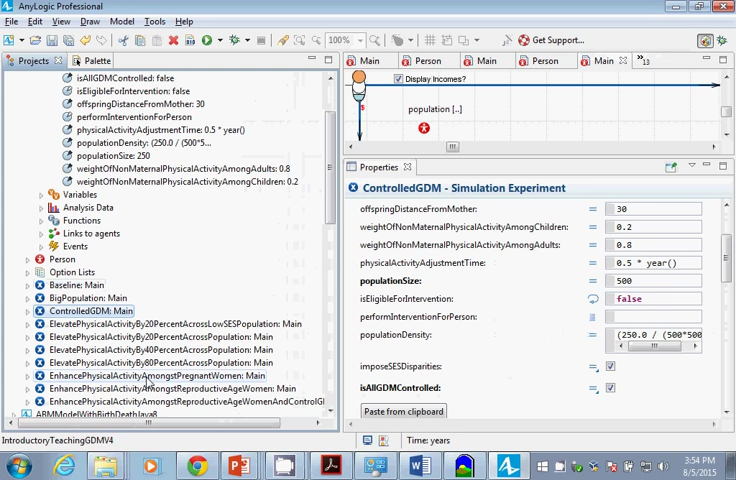 AnyLogic Professional
File Edit View Draw Model Tools Help
100%
Get Support...
Projects Palette
isAllGDMControlled: false
isEligibleForIntervention: false
offspringDistanceFromMother: 30
performInterventionForPerson
physicalActivityAdjustmentTime: 0.5 * year()
populationDensity: (250.0 / (500*5...
populationSize: 250
weightOfNonMaternalPhysicalActivityAmongAdults: 0.8
weightOfNonMaternalPhysicalActivityAmongChildren: 0.2
Variables
Analysis Data
Functions
Links to agents
Events
Person
Option Lists
Baseline: Main
BigPopulation: Main
ControlledGDM: Main
ElevatePhysicalActivityBy20PercentAcrossLowSESPopulation: Main
ElevatePhysicalActivityBy20PercentAcrossPopulation: Main
ElevatePhysicalActivityBy40PercentAcrossPopulation: Main
ElevatePhysicalActivityBy80PercentAcrossPopulation: Main
EnhancePhysicalActivityAmongstPregnantWomen: Main
EnhancePhysicalActivityAmongstReproductiveAgeWomen: Main
EnhancePhysicalActivityAmongstReproductiveAgeWomenAndControlGl
ABMModelWithBirthDeathJava8
Main Person Main Person Main »13
Display Incomes?
population [..]
Properties
ControlledGDM - Simulation Experiment
offspringDistanceFromMother: = 30
weightOfNonMaternalPhysicalActivityAmongChildren: = 0.2
weightOfNonMaternalPhysicalActivityAmongAdults: = 0.8
physicalActivityAdjustmentTime: = 0.5 * year()
populationSize: = 500
isEligibleForIntervention: false
performInterventionForPerson:
populationDensity: = (250.0 / (500*500
imposeSESDisparities:
isAllGDMControlled:
Paste from clipboard
IntroductoryTeachingGDMV4
Time: years
3:54 PM
8/5/2015